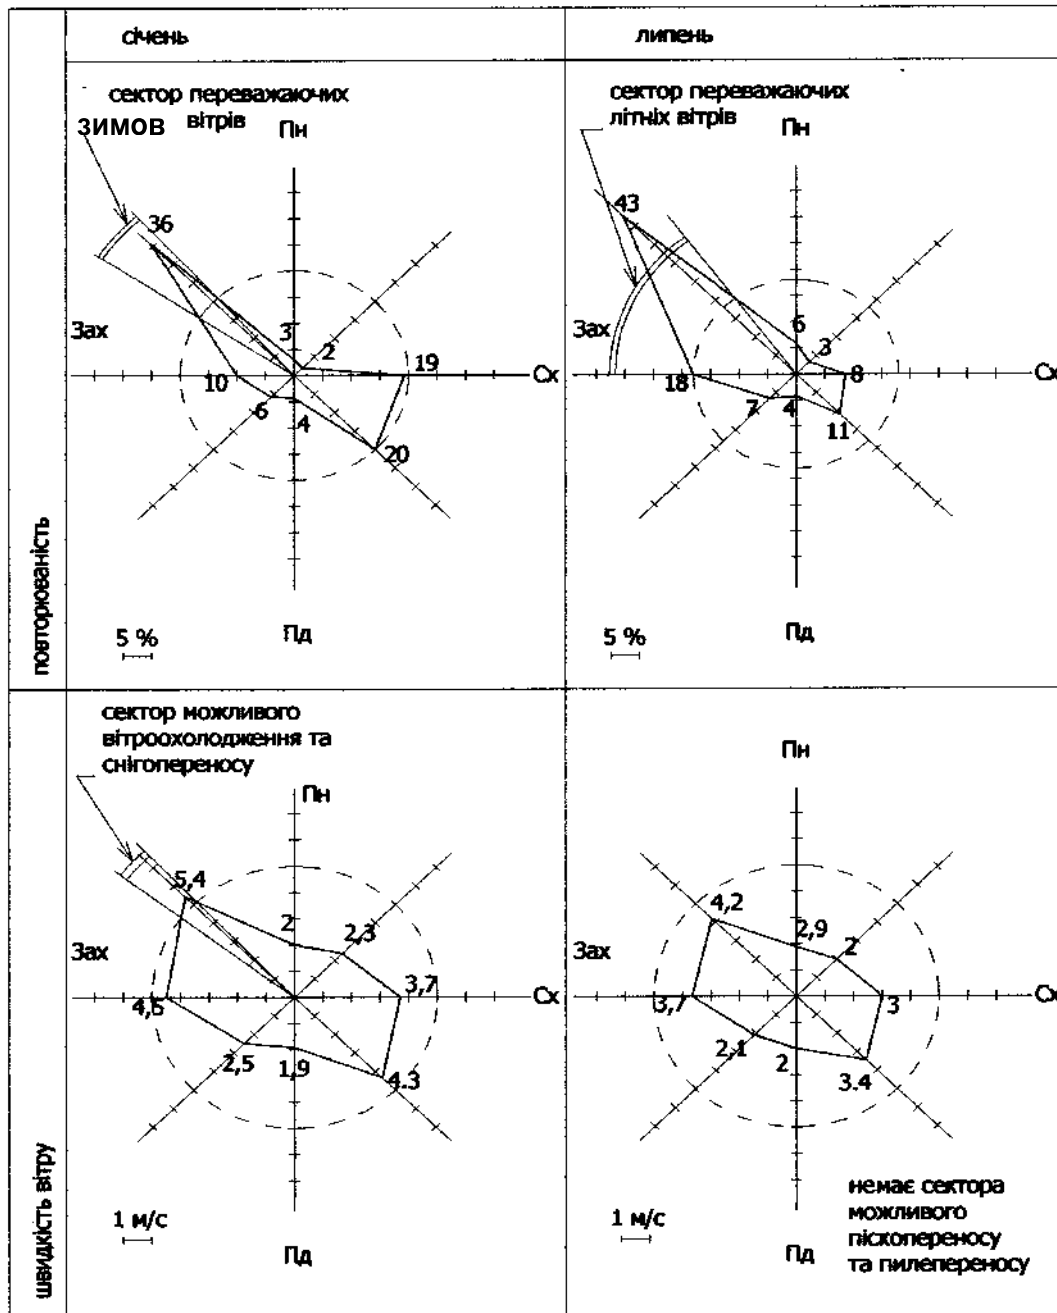 січень
липень
повторюваність
сектор переважаючих
зимов вітрів
Пн
36
3
2
19
Зах
Сх
10
6
4
20
5 %
Пд
сектор переважаючих
літніх вітрів
Пн
43
6
3
Зах
Сх
18
8
7
4
11
5 %
Пд
швидкість вітру
сектор можливого
вітроохолодження та
снігопереносу
Пн
5,4
2
2,3
Зах
3,7
Сх
4,6
2,5
1,9
4.3
1 м/с
Пд
Пн
4,2
2,9
2
Зах
Сх
3,7
3
2,1
2
3.4
1 м/с
Пд
немає сектора
можливого
піскопереносу
та пилепереносу